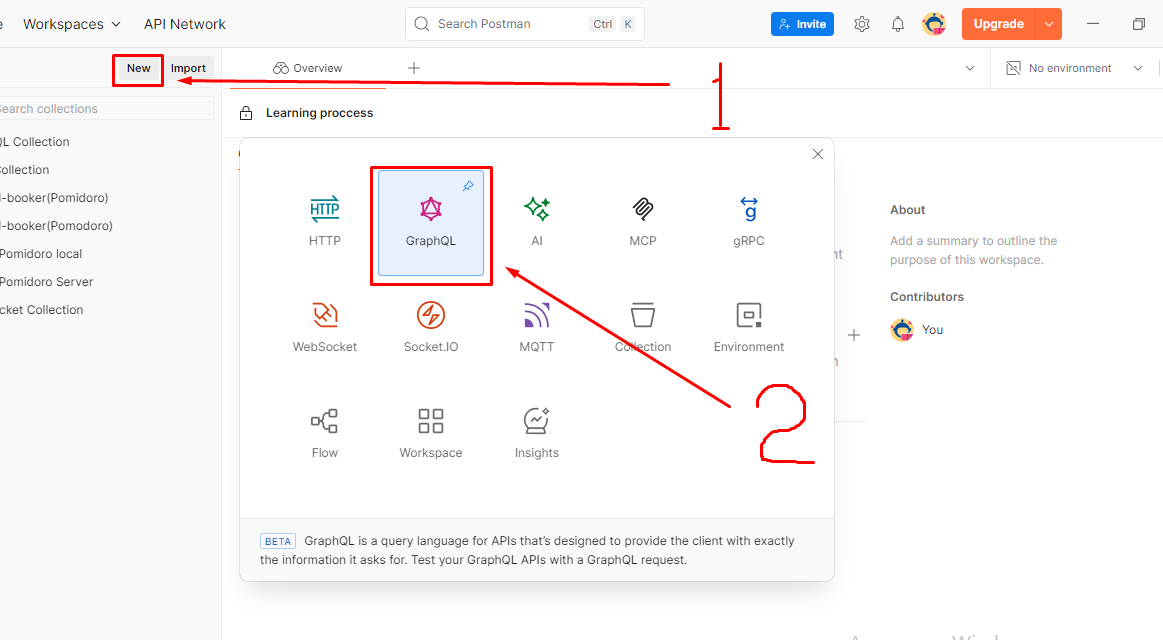 Workspaces
API Network
Search Postman
Ctrl K
Invite
Upgrade
New
Import
Overview
No environment
Search collections
Learning proccess
QL Collection
Collection
l-booker(Pomidoro)
l-booker(Pomodoro)
Pomidoro local
Pomidoro Server
cket Collection
1
HTTP
HTTP
GraphQL
AI
MCP
g
gRPC
WebSocket
Socket.IO
MQTT
Collection
Environment
Flow
Workspace
Insights
2
BETA GraphQL is a query language for APIs that's designed to provide the client with exactly
the information it asks for. Test your GraphQL APIs with a GraphQL request.
About
Add a summary to outline the
purpose of this workspace.
Contributors
You